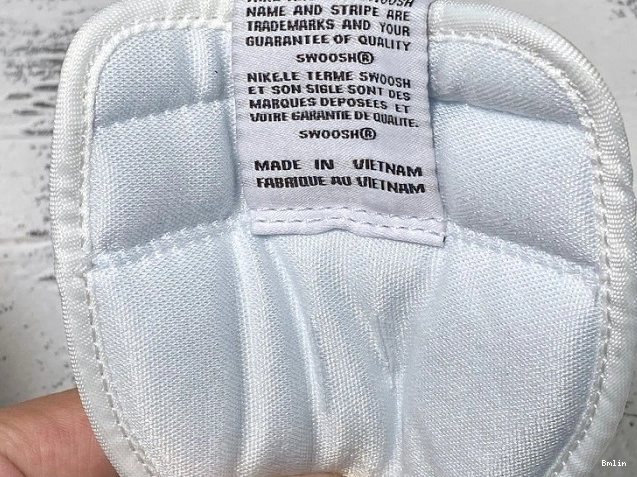 NAME AND STRIPE ARE
TRADEMARKS AND YOUR
GUARANTEE OF QUALITY
SWOOSH®
NIKE.LE TERME SWOOSH
ET SON SIGLE SONT DES
MARQUES DEPOSEES ET
VOTRE GARANTIE DE QUALITE.
SWOOSH®
MADE IN VIETNAM
FABRIQUE AU VIETNAM
Bmlin